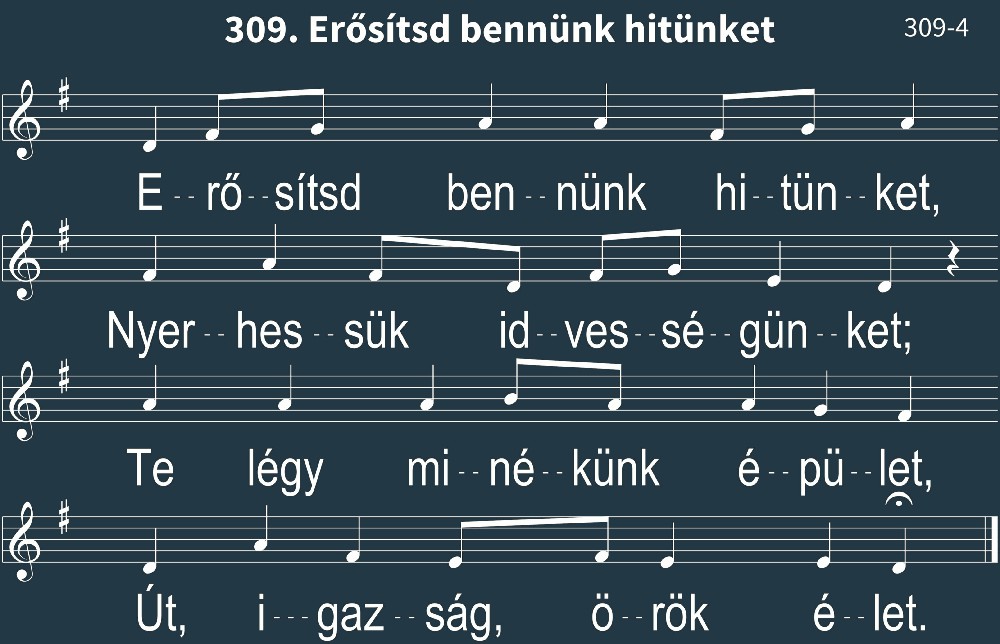 309. Erősítsd bennünk hitünket
309-4
E - - rő - - sítsd ben - - nünk hi - - tün - - ket,
Nyer - - hes - - sük id - - ves - - sé - - gün - - ket;
Te légy mi - - né - - künk é - - pü - - let,
Út, i - - - gaz - - ság, ö - - rök é - - let.